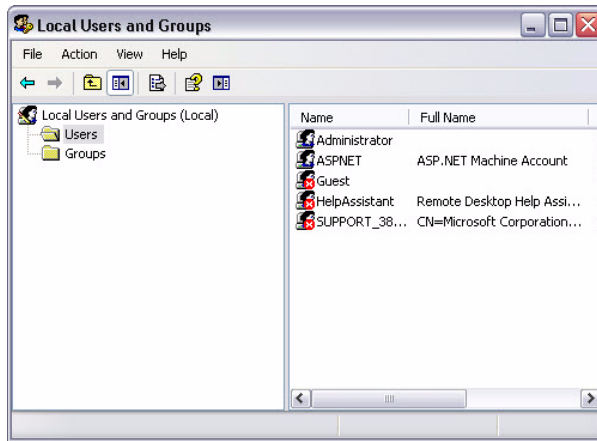 Local Users and Groups
File Action View Help
Local Users and Groups (Local)
Users
Groups
Name Full Name
Administrator
ASPNET ASP.NET Machine Account
Guest
HelpAssistant Remote Desktop Help Assi...
SUPPORT_38... CN=Microsoft Corporation...